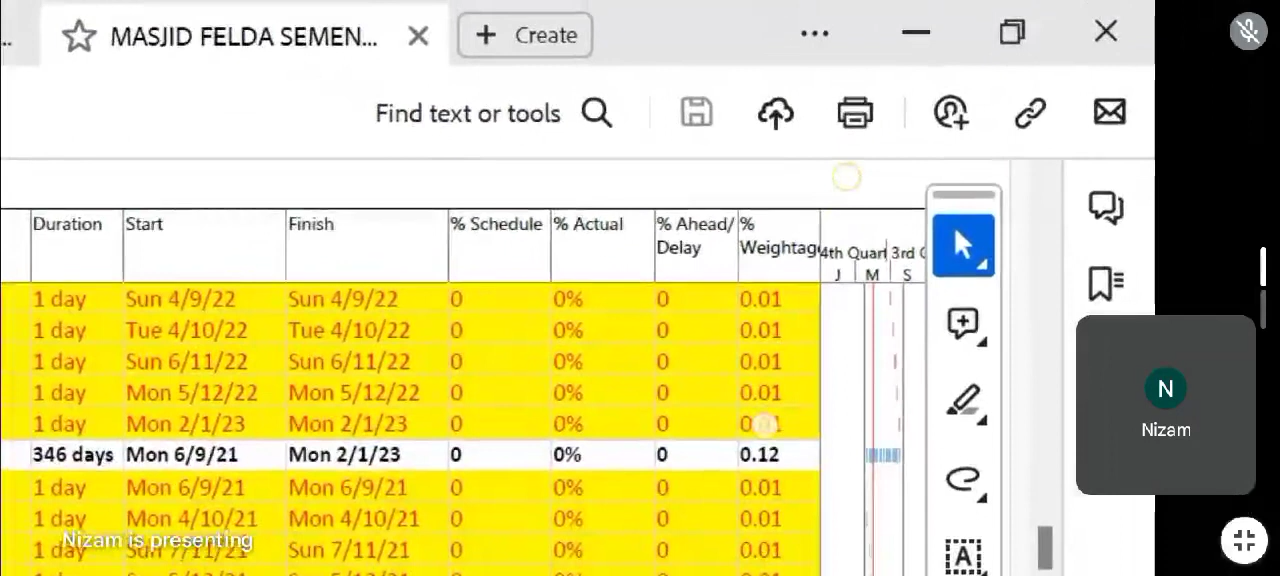 ... MASJID FELDA SEMEN... Create
Find text or tools
Duration Start Finish % Schedule % Actual % Ahead/ Delay % Weightag 4th Quart 3rd
J M S
1 day Sun 4/9/22 Sun 4/9/22 0 0% 0 0.01
1 day Tue 4/10/22 Tue 4/10/22 0 0% 0 0.01
1 day Sun 6/11/22 Sun 6/11/22 0 0% 0 0.01
1 day Mon 5/12/22 Mon 5/12/22 0 0% 0 0.01
1 day Mon 2/1/23 Mon 2/1/23 0 0% 0 0.01
346 days Mon 6/9/21 Mon 2/1/23 0 0% 0 0.12
1 day Mon 6/9/21 Mon 6/9/21 0 0% 0 0.01
1 day Mon 4/10/21 Mon 4/10/21 0 0% 0 0.01
1 day Sun 7/11/21 Sun 7/11/21 0 0% 0 0.01
Nizam is presenting
N
Nizam
A